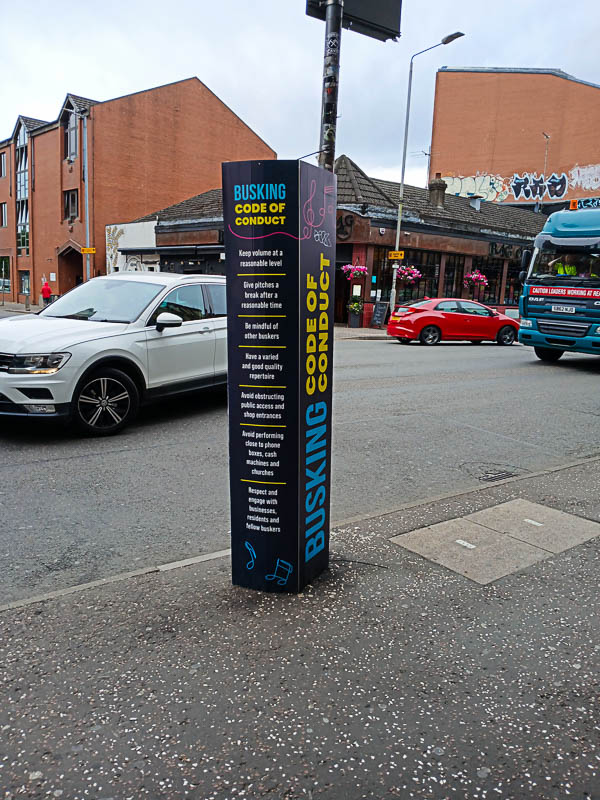 BUSKING
CODE OF
CONDUCT
Keep volume at a
reasonable level
Give pitches a
break after a
reasonable time
Be mindful of
other buskers
Have a varied
and good quality
repertoire
Avoid obstructing
public access and
shop entrances
Avoid performing
close to phone
boxes, cash
machines and
churches
Respect and
engage with
businesses,
residents and
fellow buskers
BUSKING
CODE OF
CONDUCT
CAUTION LOADERS WORKING AT REAR